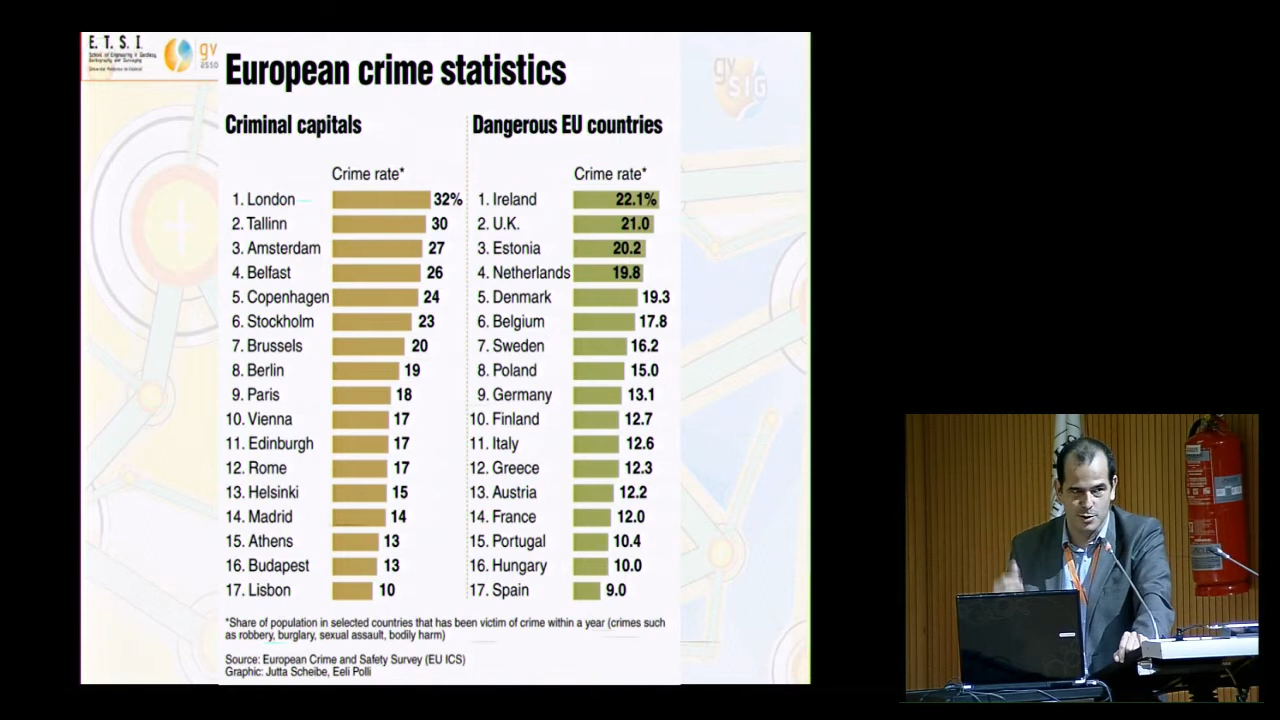 E. T. S. I.
gv
asso
European crime statistics
gv
SIG
Criminal capitals
Crime rate*
1. London 32%
2. Tallinn 30
3. Amsterdam 27
4. Belfast 26
5. Copenhagen 24
6. Stockholm 23
7. Brussels 20
8. Berlin 19
9. Paris 18
10. Vienna 17
11. Edinburgh 17
12. Rome 17
13. Helsinki 15
14. Madrid 14
15. Athens 13
16. Budapest 13
17. Lisbon 10
Dangerous EU countries
Crime rate*
1. Ireland 22.1%
2. U.K. 21.0
3. Estonia 20.2
4. Netherlands 19.8
5. Denmark 19.3
6. Belgium 17.8
7. Sweden 16.2
8. Poland 15.0
9. Germany 13.1
10. Finland 12.7
11. Italy 12.6
12. Greece 12.3
13. Austria 12.2
14. France 12.0
15. Portugal 10.4
16. Hungary 10.0
17. Spain 9.0
*Share of population in selected countries that has been victim of crime within a year (crimes such
as robbery, burglary, sexual assault, bodily harm)
Source: European Crime and Safety Survey (EU ICS)
Graphic: Jutta Scheibe, Eeli Polli